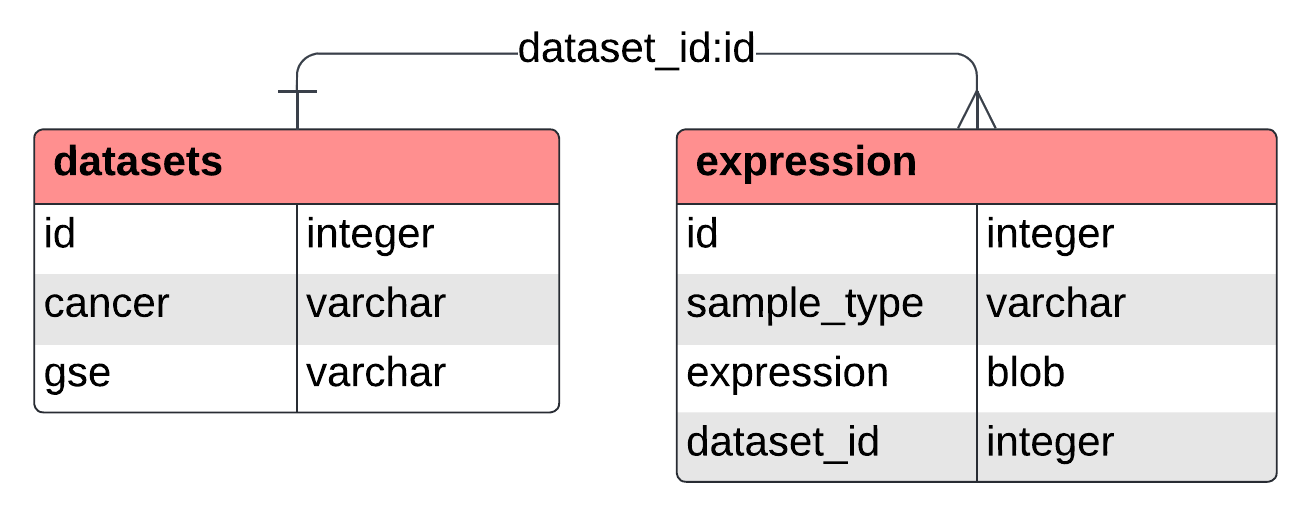 dataset_id:id
datasets
id integer
cancer varchar
gse varchar
expression
id integer
sample_type varchar
expression blob
dataset_id integer